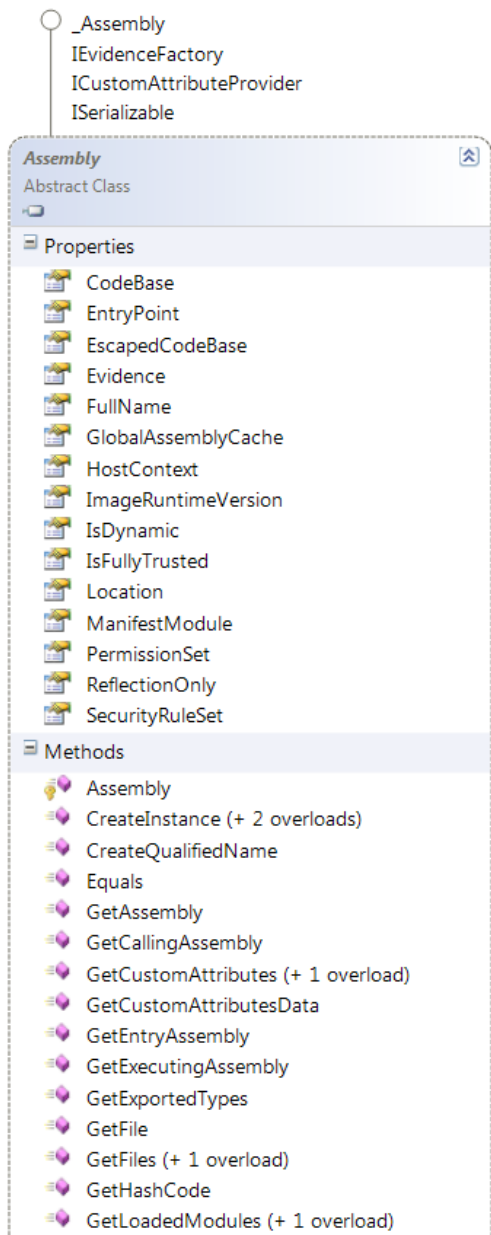 _Assembly
IEvidenceFactory
ICustomAttributeProvider
ISerializable
Assembly
Abstract Class
Properties
CodeBase
EntryPoint
EscapedCodeBase
Evidence
FullName
GlobalAssemblyCache
HostContext
ImageRuntimeVersion
IsDynamic
IsFullyTrusted
Location
ManifestModule
PermissionSet
ReflectionOnly
SecurityRuleSet
Methods
Assembly
CreateInstance (+ 2 overloads)
CreateQualifiedName
Equals
GetAssembly
GetCallingAssembly
GetCustomAttributes (+ 1 overload)
GetCustomAttributesData
GetEntryAssembly
GetExecutingAssembly
GetExportedTypes
GetFile
GetFiles (+ 1 overload)
GetHashCode
GetLoadedModules (+ 1 overload)